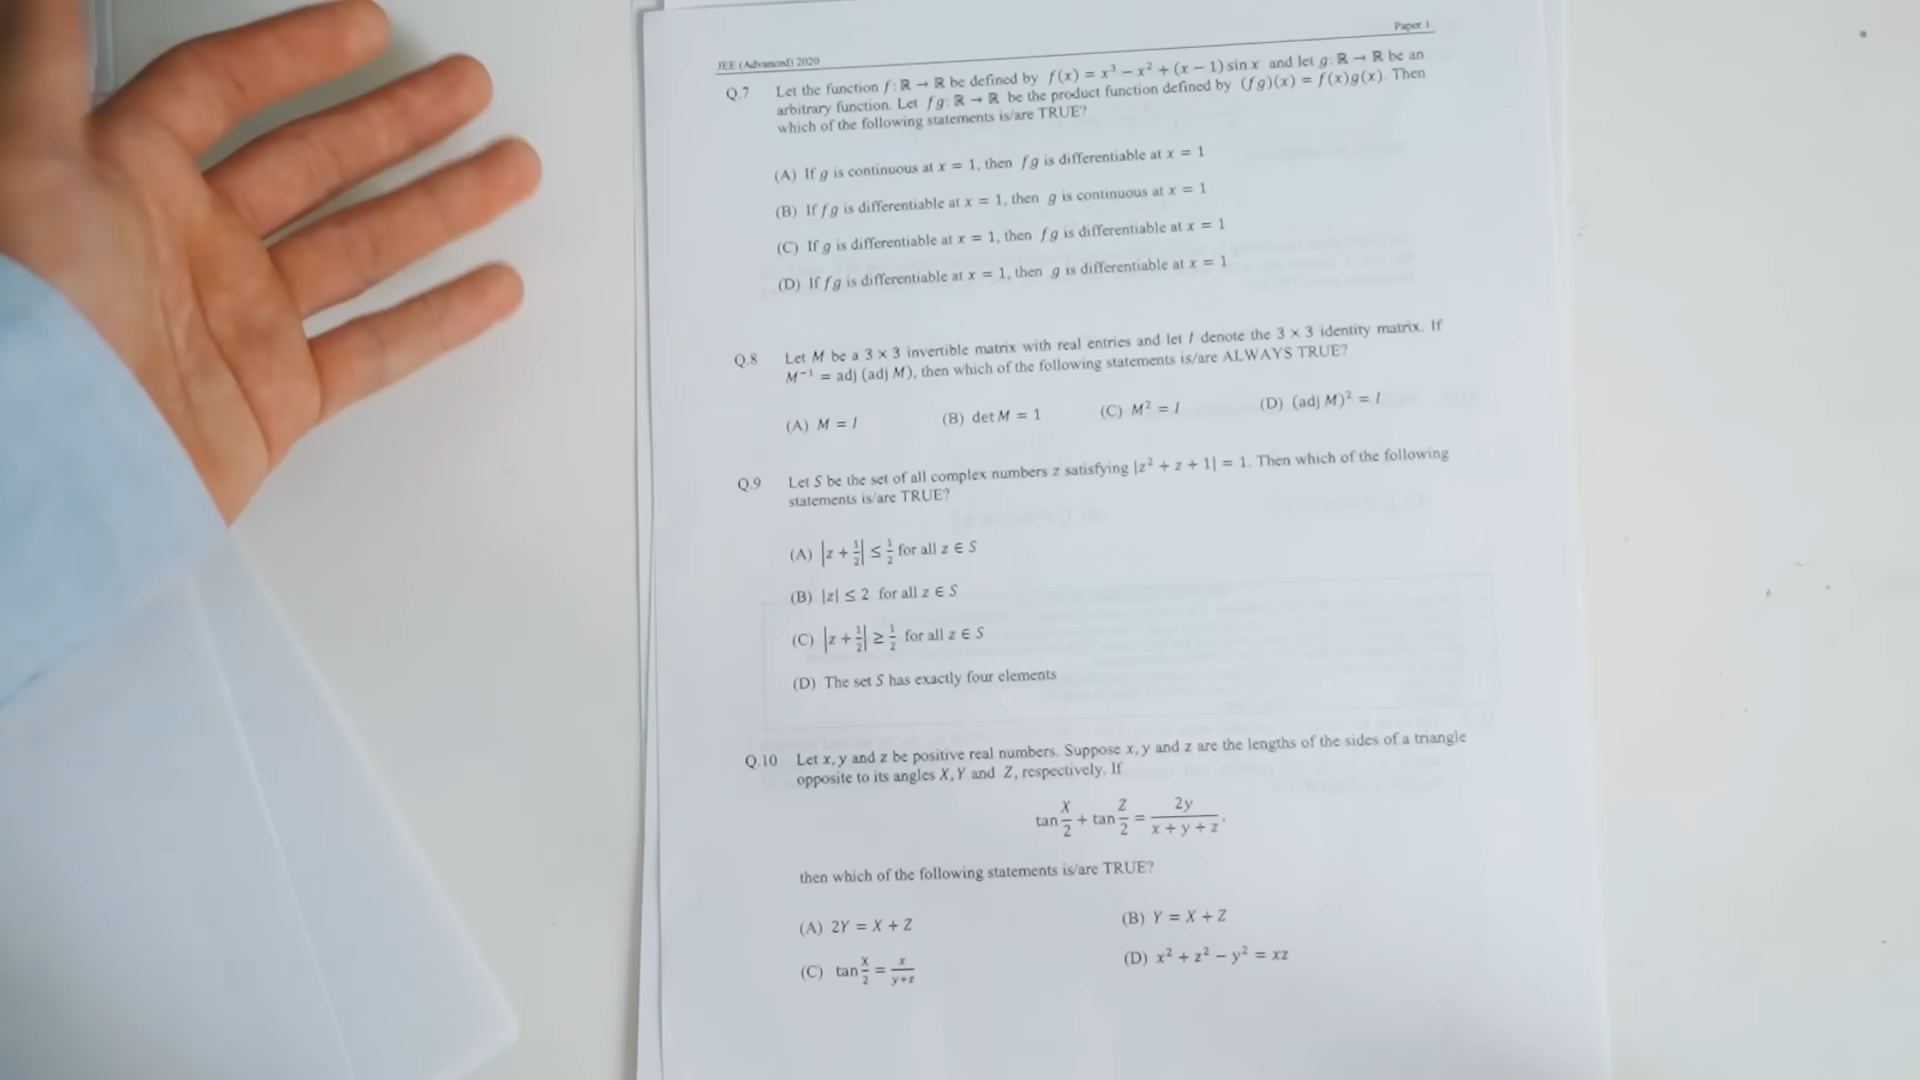 Paper 1
JEE (Advanced) 2020
Q.7 Let the function f: ℝ → ℝ be defined by f(x) = x³ − x² + (x − 1) sin x and let g: ℝ → ℝ be an
arbitrary function. Let fg: ℝ → ℝ be the product function defined by (fg)(x) = f(x)g(x). Then
which of the following statements is/are TRUE?
(A) If g is continuous at x = 1, then fg is differentiable at x = 1
(B) If fg is differentiable at x = 1, then g is continuous at x = 1
(C) If g is differentiable at x = 1, then fg is differentiable at x = 1
(D) If fg is differentiable at x = 1, then g is differentiable at x = 1
Q.8 Let M be a 3 × 3 invertible matrix with real entries and let I denote the 3 × 3 identity matrix. If
M⁻¹ = adj (adj M), then which of the following statements is/are ALWAYS TRUE?
(A) M = I (B) det M = 1 (C) M² = I (D) (adj M)² = I
Q.9 Let S be the set of all complex numbers z satisfying |z² + z + 1| = 1. Then which of the following
statements is/are TRUE?
(A) |z + 1/2| ≤ 1/2 for all z ∈ S
(B) |z| ≤ 2 for all z ∈ S
(C) |z + 1/2| ≥ 1/2 for all z ∈ S
(D) The set S has exactly four elements
Q.10 Let x, y and z be positive real numbers. Suppose x, y and z are the lengths of the sides of a triangle
opposite to its angles X, Y and Z, respectively. If
tan X/2 + tan Z/2 = 2y/(x + y + z),
then which of the following statements is/are TRUE?
(A) 2Y = X + Z (B) Y = X + Z
(C) tan x/2 = x/(y+z) (D) x² + z² − y² = xz